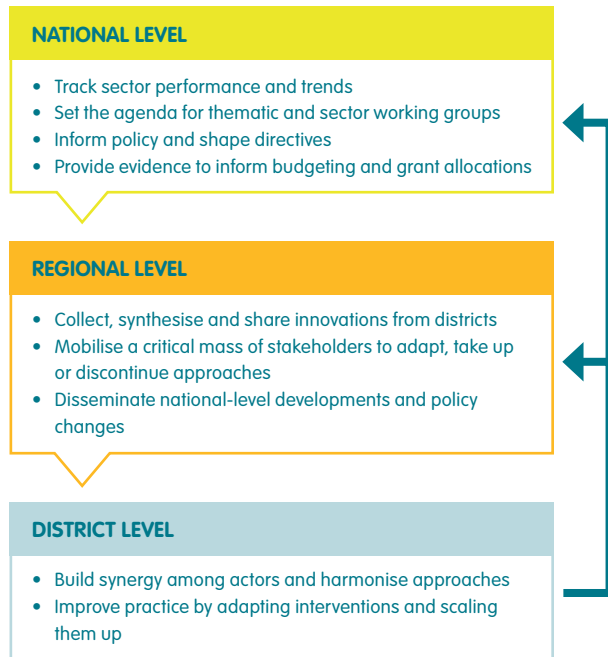 NATIONAL LEVEL
• Track sector performance and trends
• Set the agenda for thematic and sector working groups
• Inform policy and shape directives
• Provide evidence to inform budgeting and grant allocations
REGIONAL LEVEL
• Collect, synthesise and share innovations from districts
• Mobilise a critical mass of stakeholders to adapt, take up
or discontinue approaches
• Disseminate national-level developments and policy
changes
DISTRICT LEVEL
• Build synergy among actors and harmonise approaches
• Improve practice by adapting interventions and scaling
them up